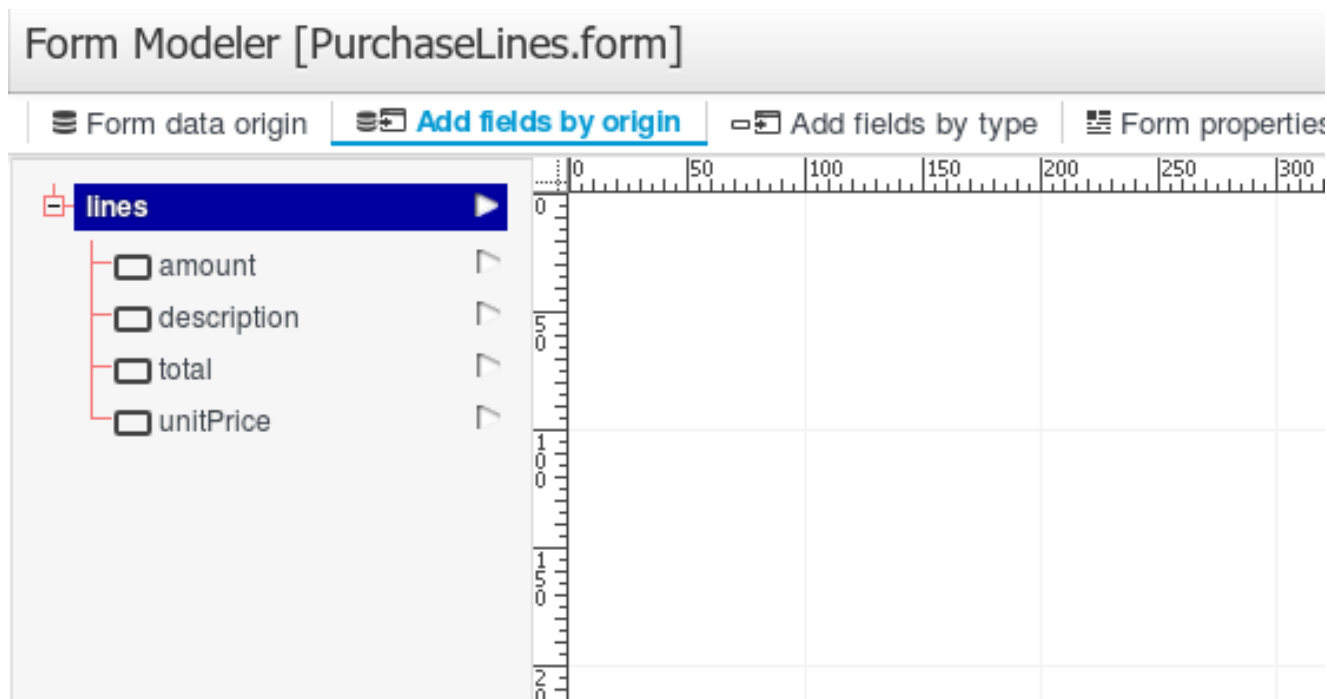 Form Modeler [PurchaseLines.form]
Form data origin
Add fields by origin
Add fields by type
Form properties
0 50 100 150 200 250 300
lines
amount
description
total
unitPrice
0
50
100
150
20